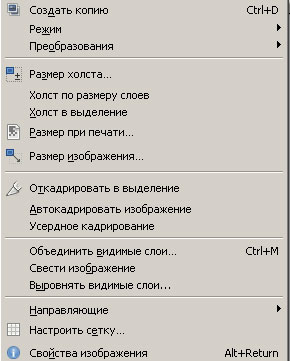 Создать копию Ctrl+D
Режим
Преобразования
Размер холста...
Холст по размеру слоев
Холст в выделение
Размер при печати...
Размер изображения...
Откадрировать в выделение
Автокадрировать изображение
Усердное кадрирование
Объединить видимые слои... Ctrl+M
Свести изображение
Выровнять видимые слои...
Направляющие
Настроить сетку...
Свойства изображения Alt+Return